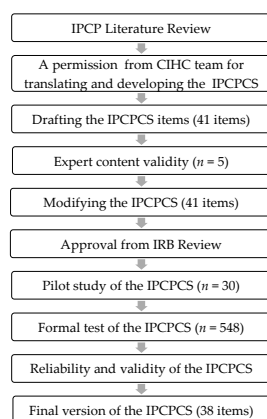 IPCP Literature Review
A permission from CIHC team for
translating and developing the IPCPCS
Drafting the IPCPCS items (41 items)
Expert content validity (n = 5)
Modifying the IPCPCS (41 items)
Approval from IRB Review
Pilot study of the IPCPCS (n = 30)
Formal test of the IPCPCS (n = 548)
Reliability and validity of the IPCPCS
Final version of the IPCPCS (38 items)